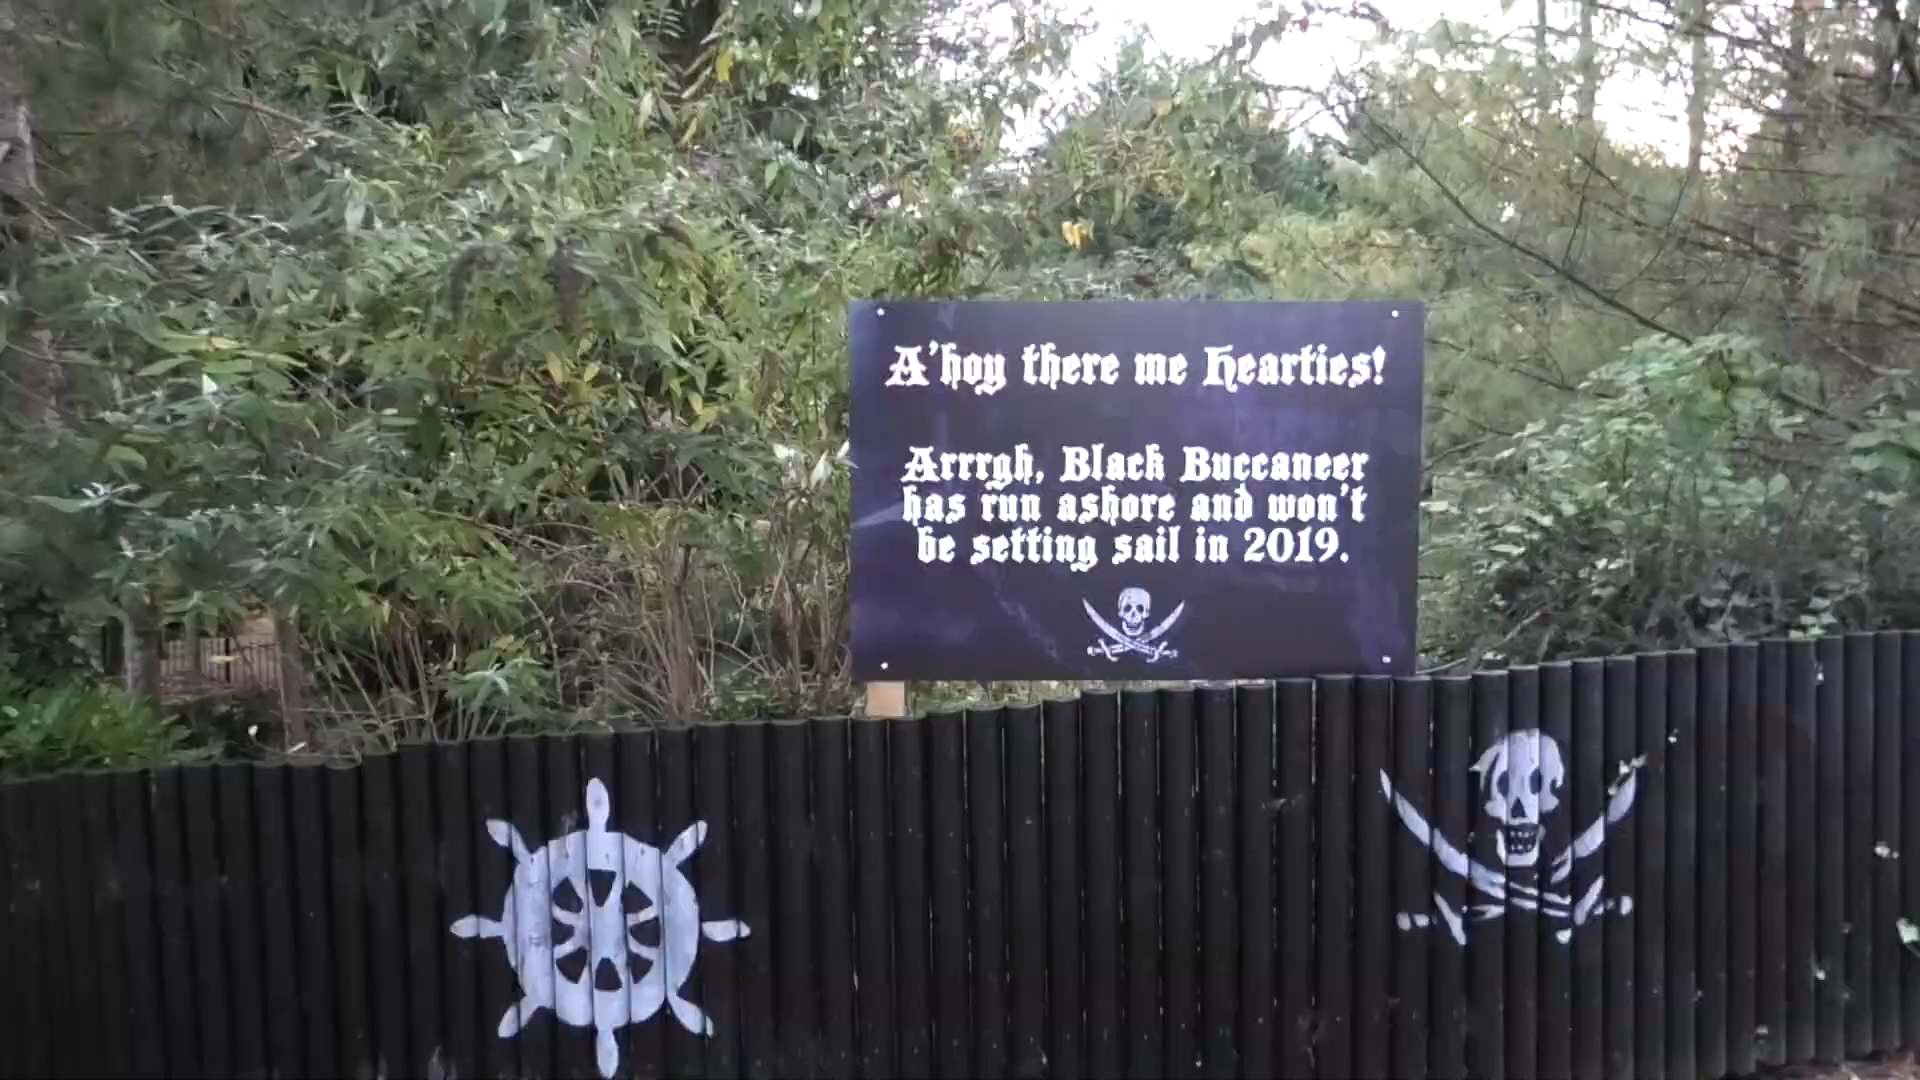 A'hoy there me Hearties!
Arrrgh, Black Buccaneer
has run ashore and won't
be setting sail in 2019.